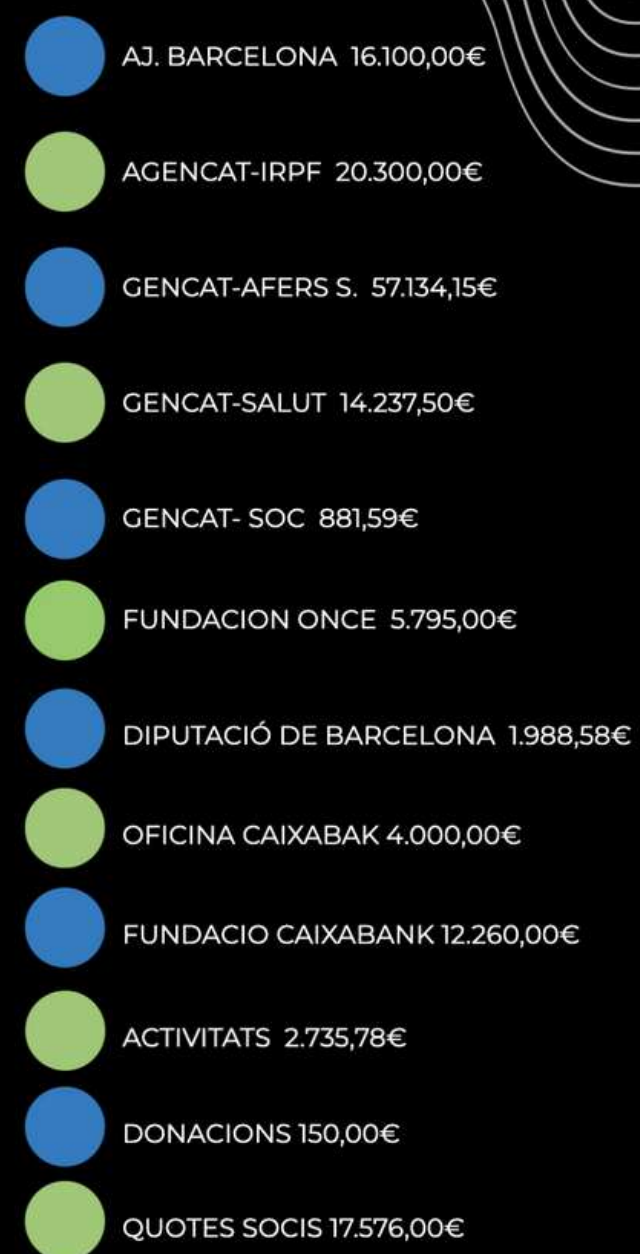 AJ. BARCELONA 16.100,00€
AGENCAT-IRPF 20.300,00€
GENCAT-AFERS S. 57.134,15€
GENCAT-SALUT 14.237,50€
GENCAT- SOC 881,59€
FUNDACION ONCE 5.795,00€
DIPUTACIÓ DE BARCELONA 1.988,58€
OFICINA CAIXABAK 4.000,00€
FUNDACIO CAIXABANK 12.260,00€
ACTIVITATS 2.735,78€
DONACIONS 150,00€
QUOTES SOCIS 17.576,00€